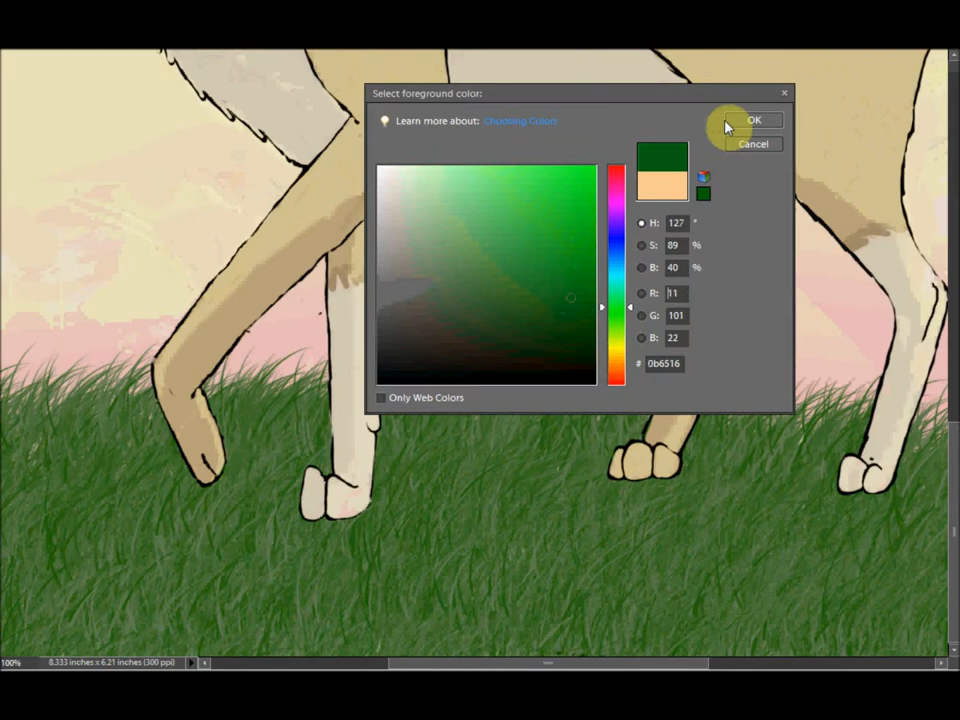 Select foreground color:
Learn more about: Choosing Colors
OK
Cancel
H: 127 °
S: 89 %
B: 40 %
R: 11
G: 101
B: 22
# 0b6516
Only Web Colors
100% 8.333 inches x 6.21 inches (300 ppi)